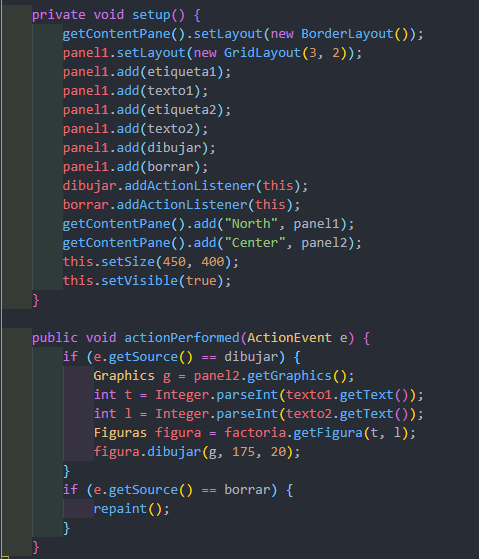 private void setup() {
getContentPane().setLayout(new BorderLayout());
panel1.setLayout(new GridLayout(3, 2));
panel1.add(etiqueta1);
panel1.add(texto1);
panel1.add(etiqueta2);
panel1.add(texto2);
panel1.add(dibujar);
panel1.add(borrar);
dibujar.addActionListener(this);
borrar.addActionListener(this);
getContentPane().add("North", panel1);
getContentPane().add("Center", panel2);
this.setSize(450, 400);
this.setVisible(true);
}
public void actionPerformed(ActionEvent e) {
if (e.getSource() == dibujar) {
Graphics g = panel2.getGraphics();
int t = Integer.parseInt(texto1.getText());
int l = Integer.parseInt(texto2.getText());
Figuras figura = factoria.getFigura(t, l);
figura.dibujar(g, 175, 20);
}
if (e.getSource() == borrar) {
repaint();
}
}